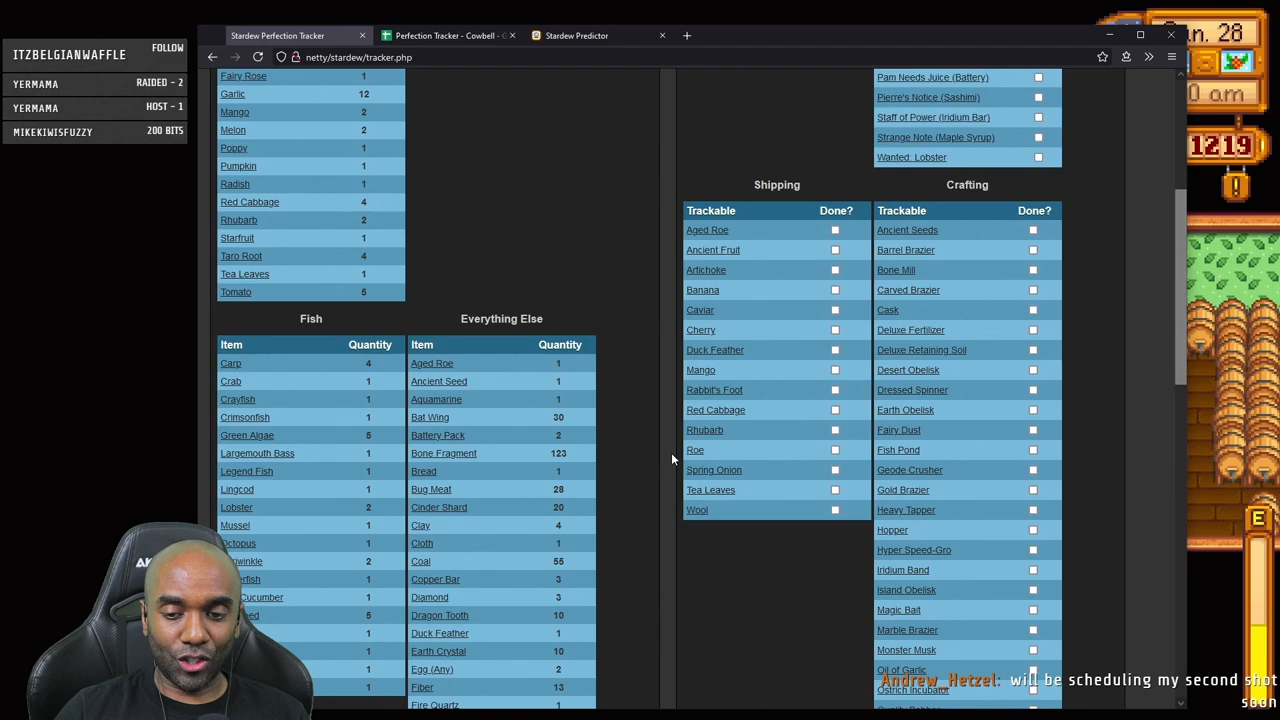 ITZBELGIANWAFFLE FOLLOW
YERMAMA RAIDED - 2
YERMAMA HOST - 1
MIKEKIWISFUZZY 200 BITS
Stardew Perfection Tracker
Perfection Tracker - Cowbell -
Stardew Predictor
netty/stardew/tracker.php
28
0 am
1219
Fairy Rose 1
Garlic 12
Mango 2
Melon 2
Poppy 1
Pumpkin 1
Radish 1
Red Cabbage 4
Rhubarb 2
Starfruit 1
Taro Root 4
Tea Leaves 1
Tomato 5
Fish
Item Quantity
Carp 4
Crab 1
Crayfish 1
Crimsonfish 1
Green Algae 5
Largemouth Bass 1
Legend Fish 1
Lingcod 1
Lobster 2
Mussel 1
Octopus 1
2
1
Cucumber 1
5
1
1
1
1
Everything Else
Item Quantity
Aged Roe 1
Ancient Seed 1
Aquamarine 1
Bat Wing 30
Battery Pack 2
Bone Fragment 123
Bread 1
Bug Meat 28
Cinder Shard 20
Clay 4
Cloth 1
Coal 55
Copper Bar 3
Diamond 3
Dragon Tooth 10
Duck Feather 1
Earth Crystal 10
Egg (Any) 2
Fiber 13
Fire Quartz 1
Pam Needs Juice (Battery)
Pierre's Notice (Sashimi)
Staff of Power (Iridium Bar)
Strange Note (Maple Syrup)
Wanted: Lobster
Shipping
Trackable Done?
Aged Roe
Ancient Fruit
Artichoke
Banana
Caviar
Cherry
Duck Feather
Mango
Rabbit's Foot
Red Cabbage
Rhubarb
Roe
Spring Onion
Tea Leaves
Wool
Crafting
Trackable Done?
Ancient Seeds
Barrel Brazier
Bone Mill
Carved Brazier
Cask
Deluxe Fertilizer
Deluxe Retaining Soil
Desert Obelisk
Dressed Spinner
Earth Obelisk
Fairy Dust
Fish Pond
Geode Crusher
Gold Brazier
Heavy Tapper
Hopper
Hyper Speed-Gro
Iridium Band
Island Obelisk
Magic Bait
Marble Brazier
Monster Musk
Oil of Garlic
Ostrich Incubator
E
Andrew_Hetzel: will be scheduling my second shot
soon